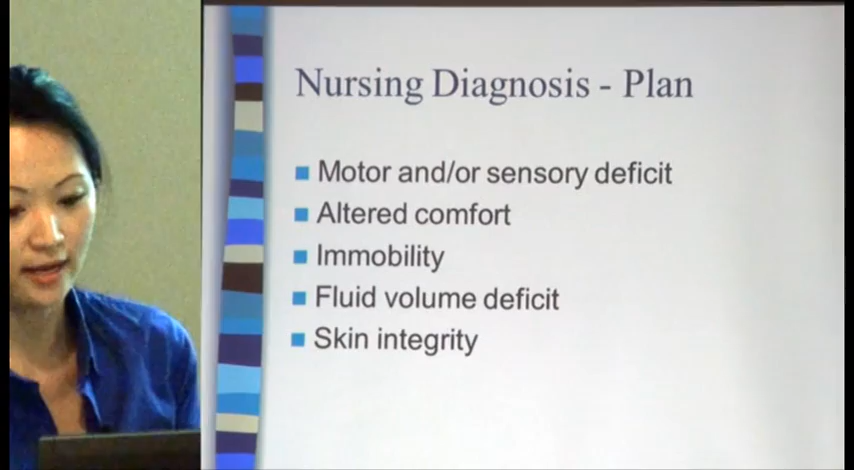 Nursing Diagnosis - Plan
Motor and/or sensory deficit
Altered comfort
Immobility
Fluid volume deficit
Skin integrity